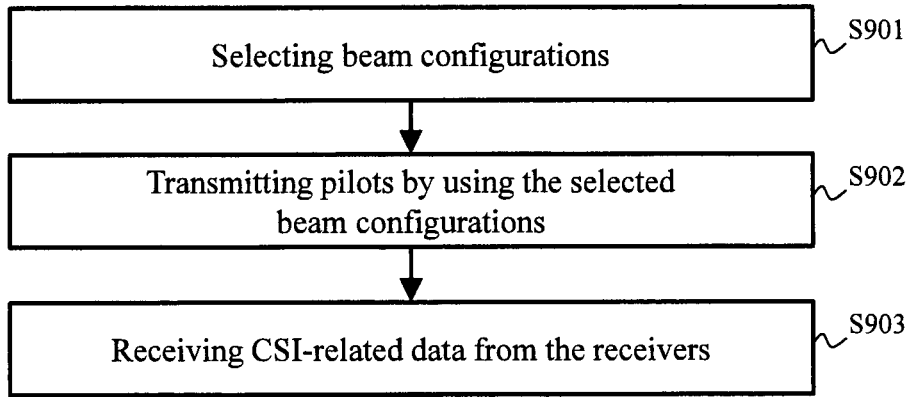 Selecting beam configurations
S901
Transmitting pilots by using the selected
beam configurations
S902
Receiving CSI-related data from the receivers
S903